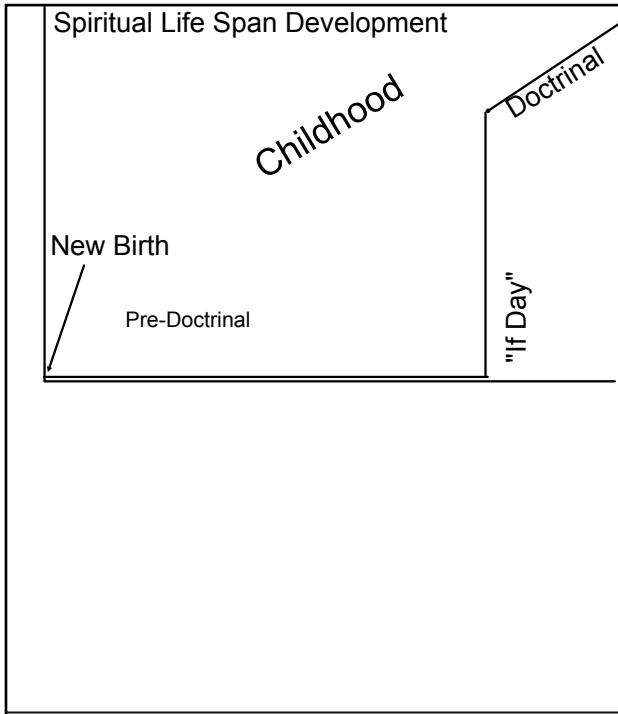 Spiritual Life Span Development
Doctrinal
Childhood
New Birth
Pre-Doctrinal
"If Day"